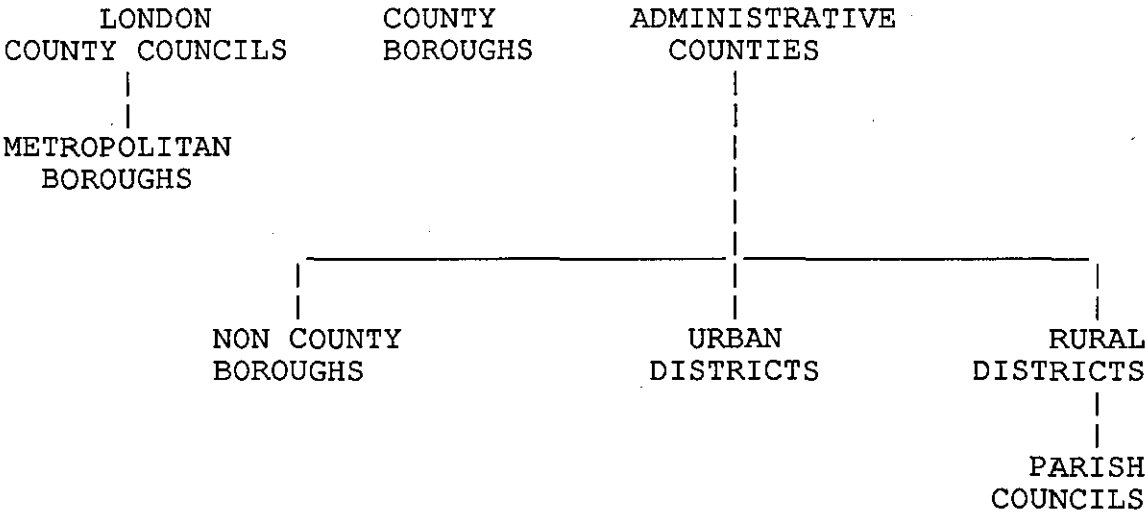 LONDON
COUNTY COUNCILS
COUNTY
BOROUGHS
ADMINISTRATIVE
COUNTIES
METROPOLITAN
BOROUGHS
NON COUNTY
BOROUGHS
URBAN
DISTRICTS
RURAL
DISTRICTS
PARISH
COUNCILS